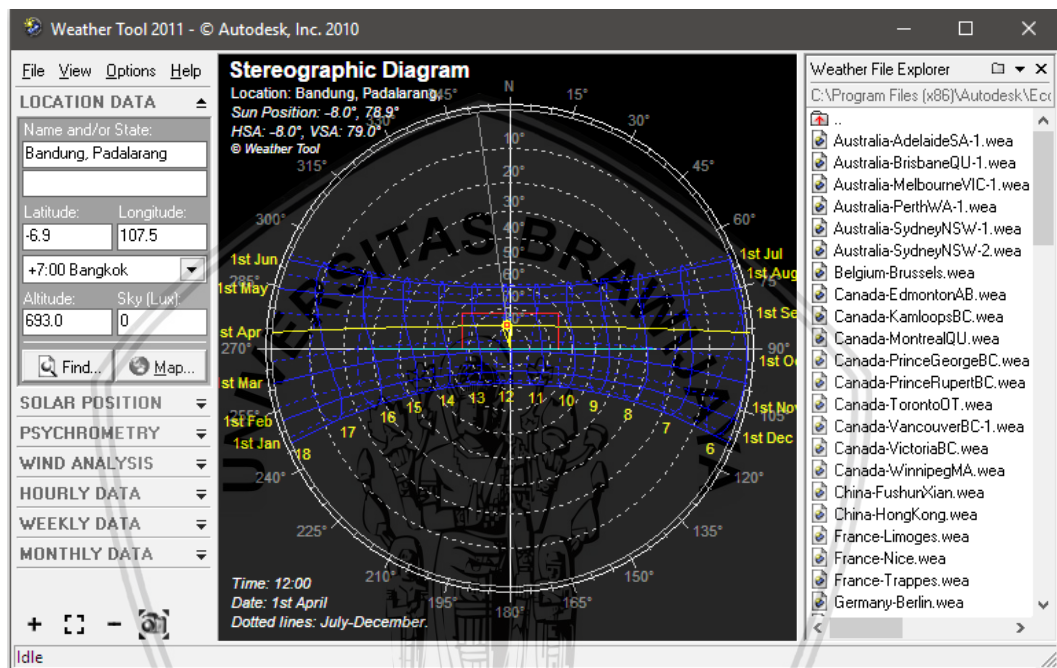 Weather Tool 2011 - © Autodesk, Inc. 2010
File View Options Help
LOCATION DATA
Name and/or State:
Bandung, Padalarang
Latitude: Longitude:
-6.9 107.5
+7:00 Bangkok
Altitude: Sky (Lux):
693.0 0
Find... Map...
SOLAR POSITION
PSYCHROMETRY
WIND ANALYSIS
HOURLY DATA
WEEKLY DATA
MONTHLY DATA
Idle
Stereographic Diagram
Location: Bandung, Padalarang,
Sun Position: -8.0°, 78.9°
HSA: -8.0°, VSA: 79.0°
© Weather Tool
N
345° 15°
330° 30°
315° 45°
300° 60°
285° 75°
270° 90°
255° 105°
240° 120°
225° 135°
210° 150°
195° 165°
180°
10°
20°
30°
40°
50°
60°
70°
80°
1st Jun 1st Jul
1st May 1st Aug
st Apr 1st Se
st Mar 1st Oc
1st Feb 1st Nov
1st Jan 1st Dec
18 17 16 15 14 13 12 11 10 9 8 7 6
UNIVERSITAS BRAWIJAYA
Time: 12:00
Date: 1st April
Dotted lines: July-December.
Weather File Explorer
C:\Program Files (x86)\Autodesk\Ecc
..
Australia-AdelaideSA-1.wea
Australia-BrisbaneQU-1.wea
Australia-MelbourneVIC-1.wea
Australia-PerthWA-1.wea
Australia-SydneyNSW-1.wea
Australia-SydneyNSW-2.wea
Belgium-Brussels.wea
Canada-EdmontonAB.wea
Canada-KamloopsBC.wea
Canada-MontrealQU.wea
Canada-PrinceGeorgeBC.wea
Canada-PrinceRupertBC.wea
Canada-TorontoOT.wea
Canada-VancouverBC-1.wea
Canada-VictoriaBC.wea
Canada-WinnipegMA.wea
China-FushunXian.wea
China-HongKong.wea
France-Limoges.wea
France-Nice.wea
France-Trappes.wea
Germany-Berlin.wea